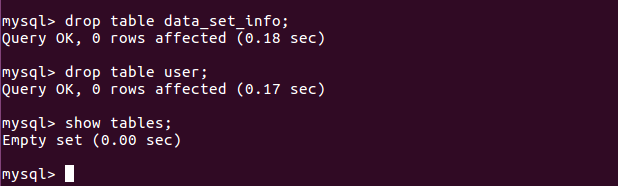 mysql> drop table data_set_info;
Query OK, 0 rows affected (0.18 sec)
mysql> drop table user;
Query OK, 0 rows affected (0.17 sec)
mysql> show tables;
Empty set (0.00 sec)
mysql>